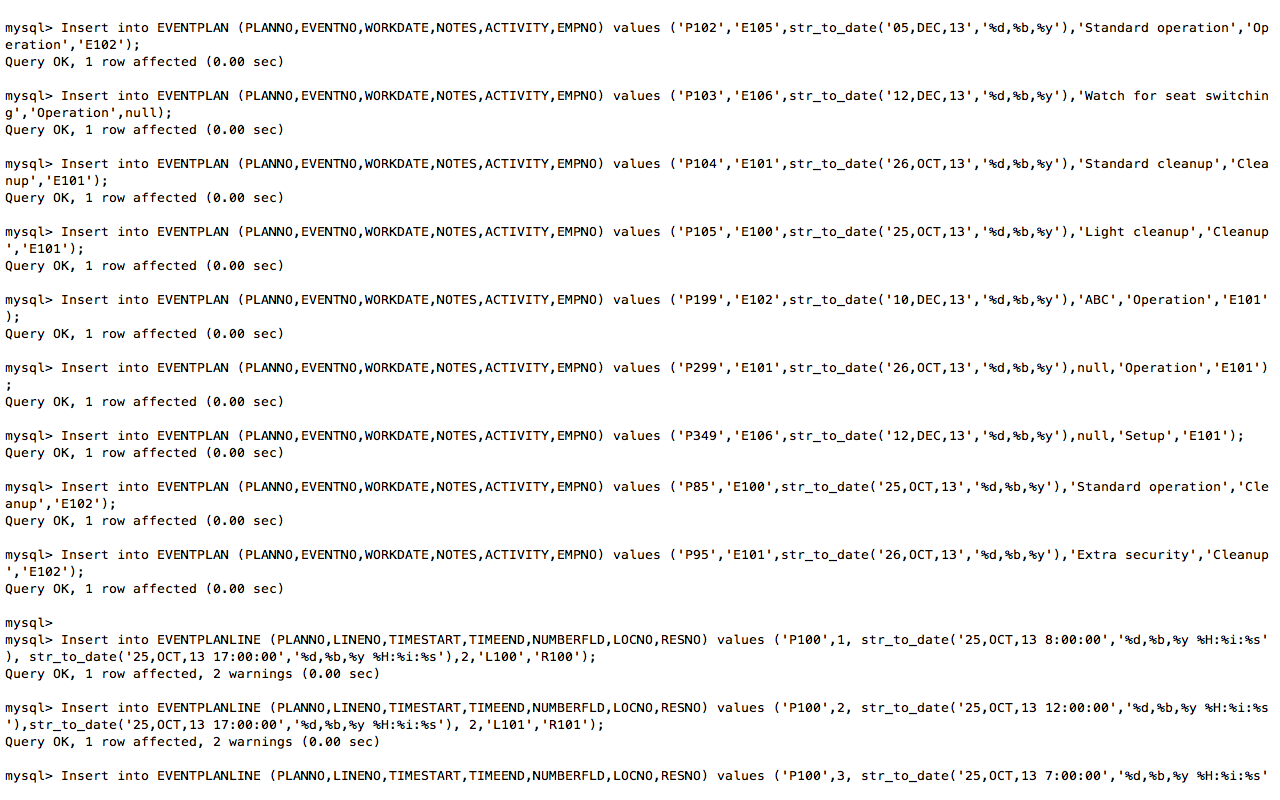 mysql> Insert into EVENTPLAN (PLANNO,EVENTNO,WORKDATE,NOTES,ACTIVITY,EMPNO) values ('P102','E105',str_to_date('05,DEC,13','%d,%b,%y'),'Standard operation','Op
eration','E102');
Query OK, 1 row affected (0.00 sec)
mysql> Insert into EVENTPLAN (PLANNO,EVENTNO,WORKDATE,NOTES,ACTIVITY,EMPNO) values ('P103','E106',str_to_date('12,DEC,13','%d,%b,%y'),'Watch for seat switchin
g','Operation',null);
Query OK, 1 row affected (0.00 sec)
mysql> Insert into EVENTPLAN (PLANNO,EVENTNO,WORKDATE,NOTES,ACTIVITY,EMPNO) values ('P104','E101',str_to_date('26,OCT,13','%d,%b,%y'),'Standard cleanup','Clea
nup','E101');
Query OK, 1 row affected (0.00 sec)
mysql> Insert into EVENTPLAN (PLANNO,EVENTNO,WORKDATE,NOTES,ACTIVITY,EMPNO) values ('P105','E100',str_to_date('25,OCT,13','%d,%b,%y'),'Light cleanup','Cleanup
','E101');
Query OK, 1 row affected (0.00 sec)
mysql> Insert into EVENTPLAN (PLANNO,EVENTNO,WORKDATE,NOTES,ACTIVITY,EMPNO) values ('P199','E102',str_to_date('10,DEC,13','%d,%b,%y'),'ABC','Operation','E101'
);
Query OK, 1 row affected (0.00 sec)
mysql> Insert into EVENTPLAN (PLANNO,EVENTNO,WORKDATE,NOTES,ACTIVITY,EMPNO) values ('P299','E101',str_to_date('26,OCT,13','%d,%b,%y'),null,'Operation','E101')
;
Query OK, 1 row affected (0.00 sec)
mysql> Insert into EVENTPLAN (PLANNO,EVENTNO,WORKDATE,NOTES,ACTIVITY,EMPNO) values ('P349','E106',str_to_date('12,DEC,13','%d,%b,%y'),null,'Setup','E101');
Query OK, 1 row affected (0.00 sec)
mysql> Insert into EVENTPLAN (PLANNO,EVENTNO,WORKDATE,NOTES,ACTIVITY,EMPNO) values ('P85','E100',str_to_date('25,OCT,13','%d,%b,%y'),'Standard operation','Cle
anup','E102');
Query OK, 1 row affected (0.00 sec)
mysql> Insert into EVENTPLAN (PLANNO,EVENTNO,WORKDATE,NOTES,ACTIVITY,EMPNO) values ('P95','E101',str_to_date('26,OCT,13','%d,%b,%y'),'Extra security','Cleanup
','E102');
Query OK, 1 row affected (0.00 sec)
mysql>
mysql> Insert into EVENTPLANLINE (PLANNO,LINENO,TIMESTART,TIMEEND,NUMBERFLD,LOCNO,RESNO) values ('P100',1, str_to_date('25,OCT,13 8:00:00','%d,%b,%y %H:%i:%s'
), str_to_date('25,OCT,13 17:00:00','%d,%b,%y %H:%i:%s'),2,'L100','R100');
Query OK, 1 row affected, 2 warnings (0.00 sec)
mysql> Insert into EVENTPLANLINE (PLANNO,LINENO,TIMESTART,TIMEEND,NUMBERFLD,LOCNO,RESNO) values ('P100',2, str_to_date('25,OCT,13 12:00:00','%d,%b,%y %H:%i:%s
'),str_to_date('25,OCT,13 17:00:00','%d,%b,%y %H:%i:%s'), 2,'L101','R101');
Query OK, 1 row affected, 2 warnings (0.00 sec)
mysql> Insert into EVENTPLANLINE (PLANNO,LINENO,TIMESTART,TIMEEND,NUMBERFLD,LOCNO,RESNO) values ('P100',3, str_to_date('25,OCT,13 7:00:00','%d,%b,%y %H:%i:%s'